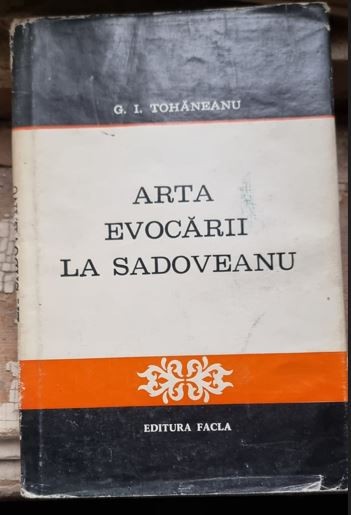 G. I. TOHĂNEANU
ARTA
EVOCĂRII
LA SADOVEANU
EDITURA FACLA